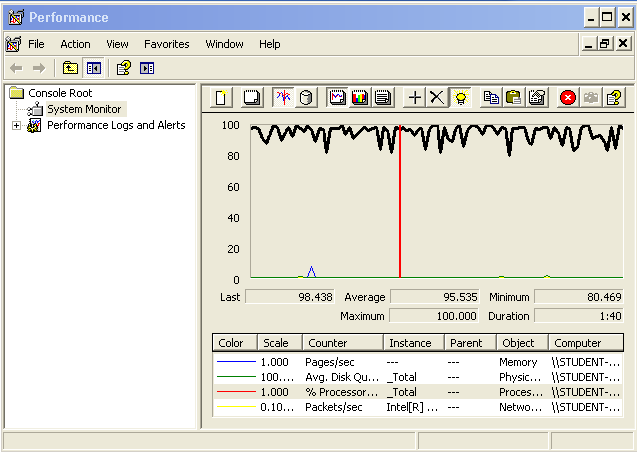 Performance
File Action View Favorites Window Help
Console Root
System Monitor
Performance Logs and Alerts
100
80
60
40
20
0
Last 98.438 Average 95.535 Minimum 80.469
Maximum 100.000 Duration 1:40
Color Scale Counter Instance Parent Object Computer
1.000 Pages/sec --- --- Memory \\STUDENT-...
100.... Avg. Disk Qu... _Total --- Physic... \\STUDENT-...
1.000 % Processor... _Total --- Proces... \\STUDENT-...
0.10... Packets/sec Intel[R] ... --- Netwo... \\STUDENT-...